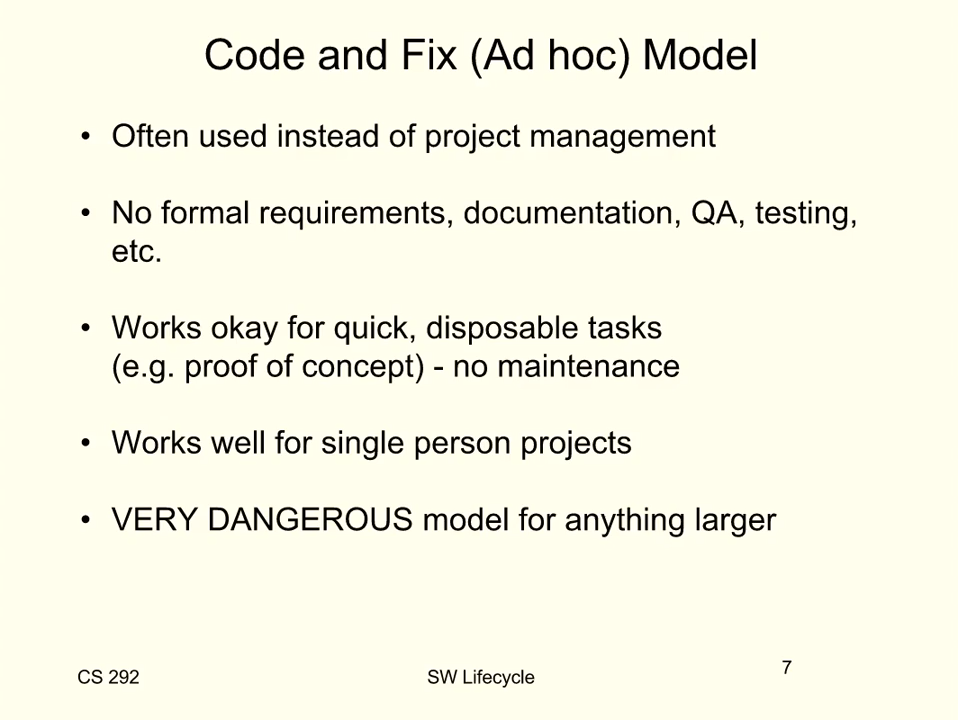 Code and Fix (Ad hoc) Model
• Often used instead of project management
• No formal requirements, documentation, QA, testing,
etc.
• Works okay for quick, disposable tasks
(e.g. proof of concept) - no maintenance
• Works well for single person projects
• VERY DANGEROUS model for anything larger
CS 292
SW Lifecycle
7